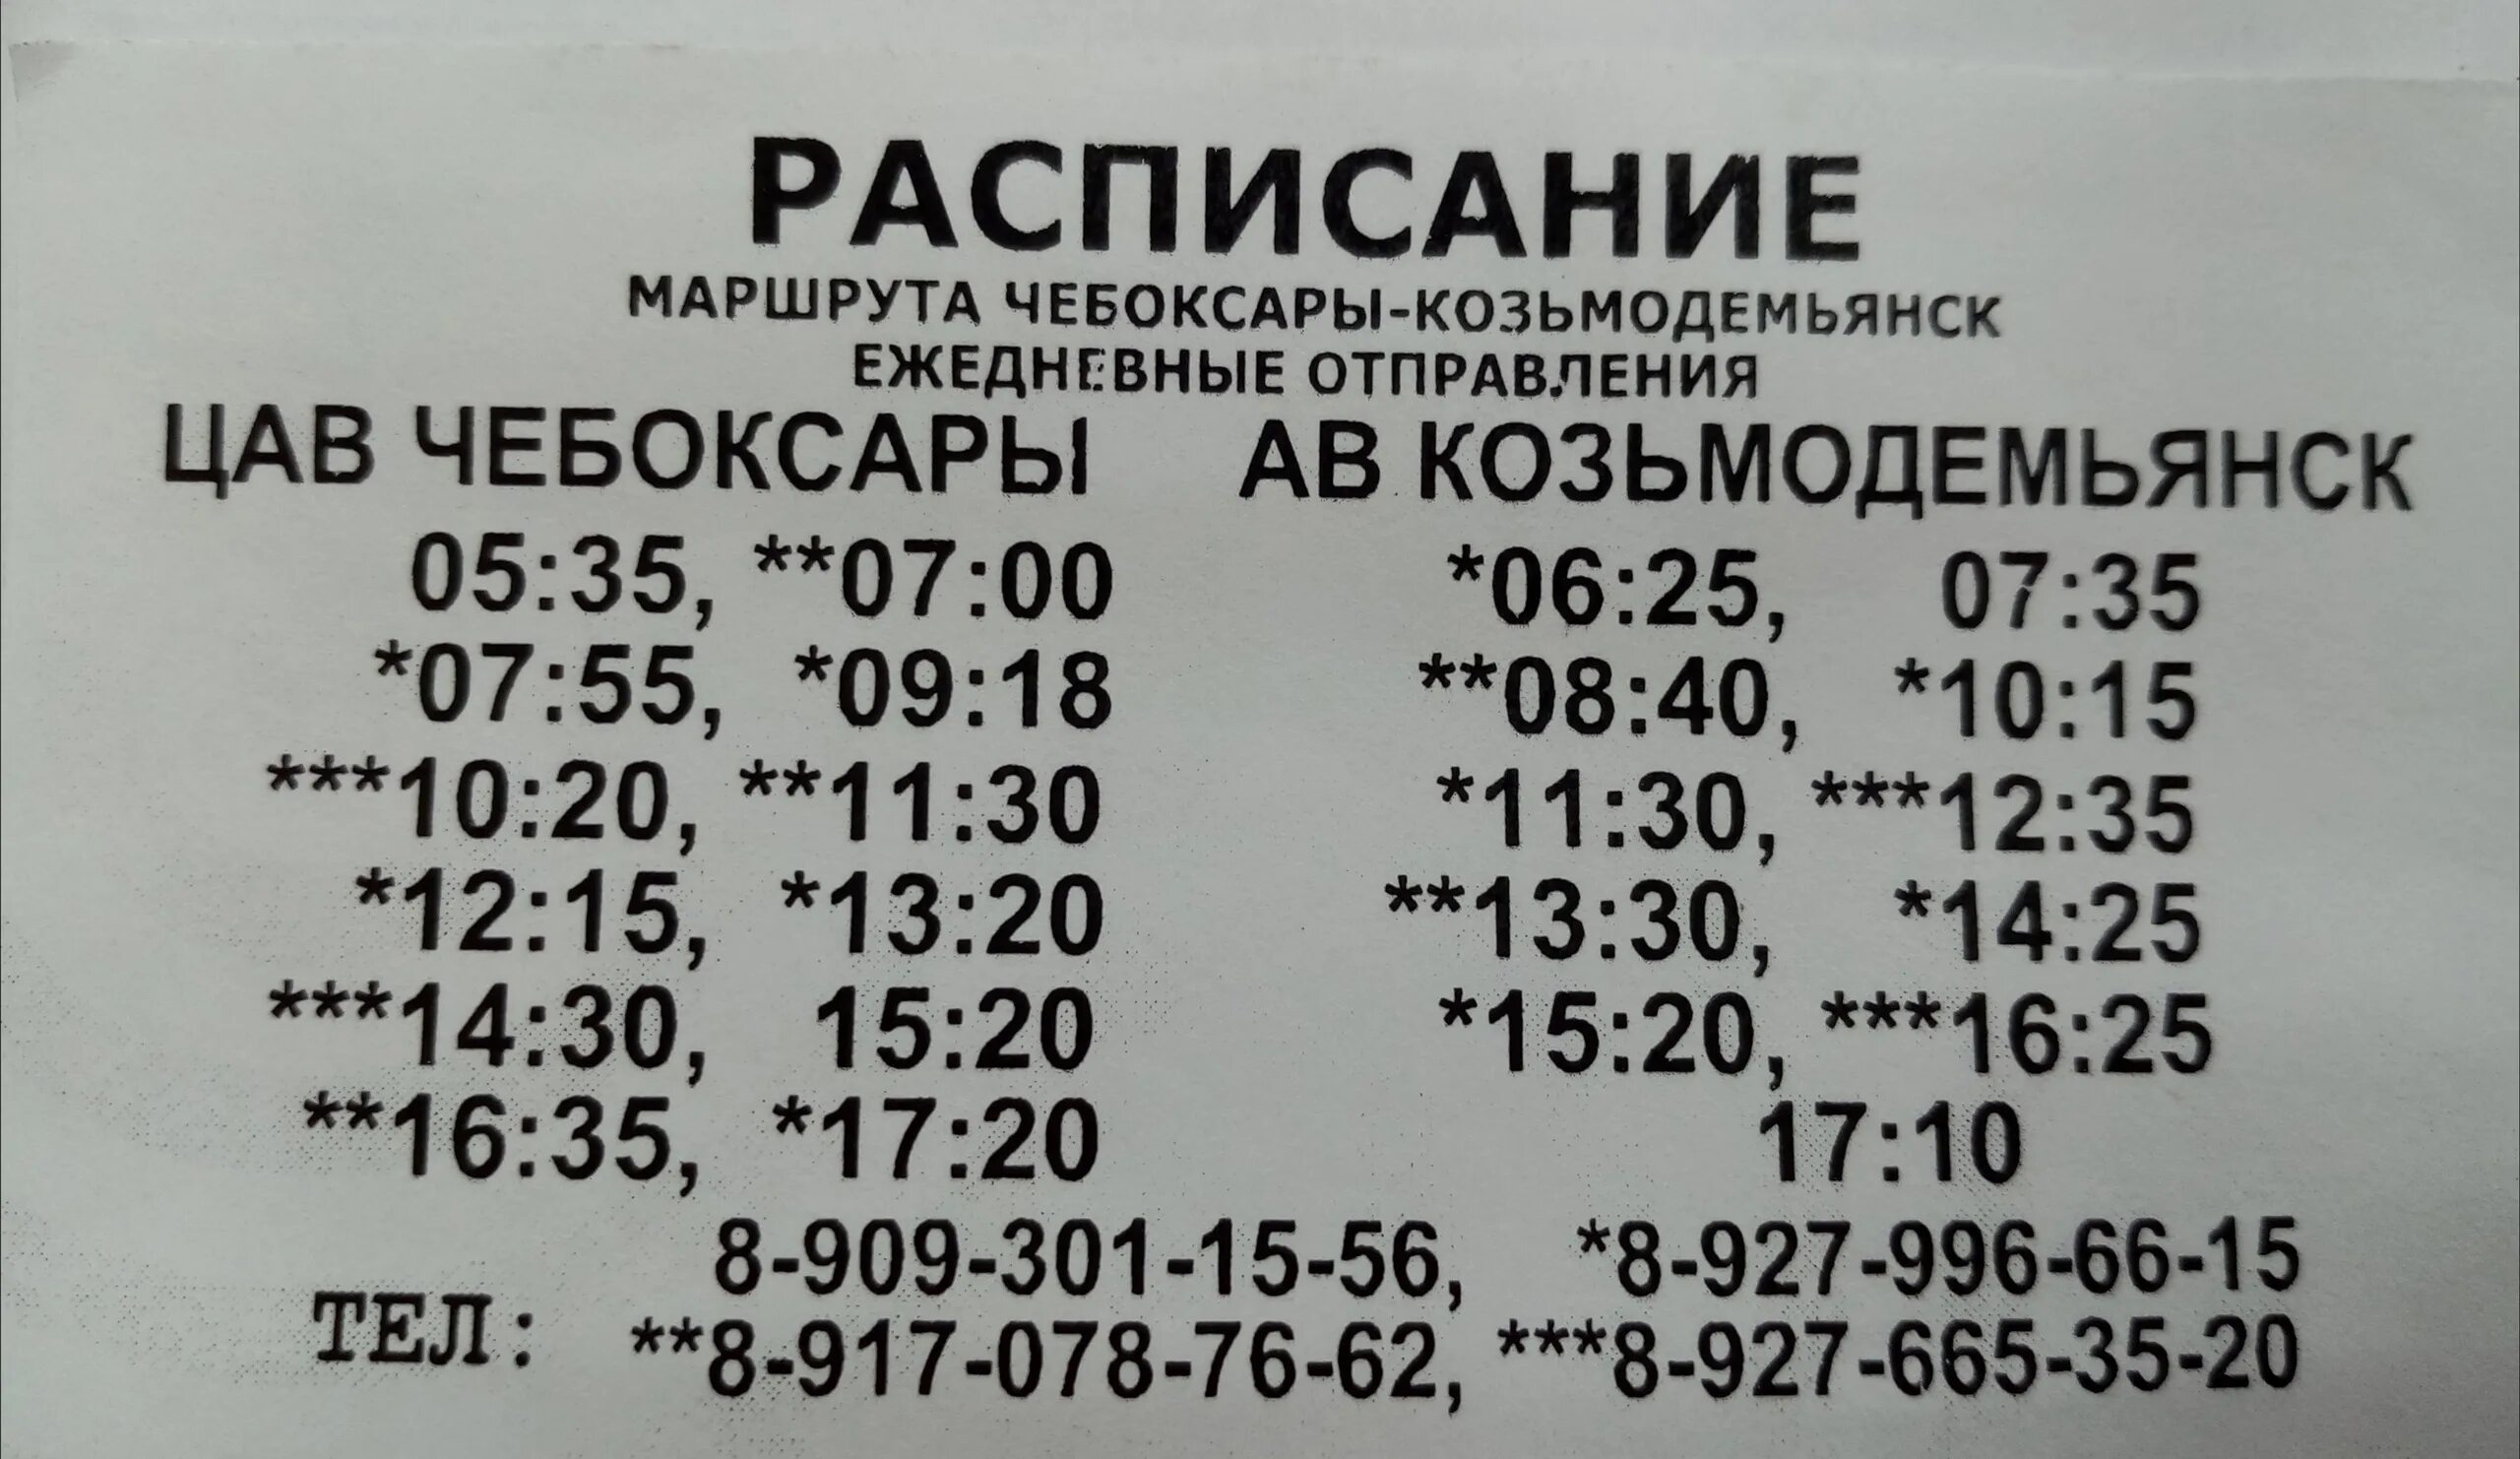 РАСПИСАНИЕ
МАРШРУТА ЧЕБОКСАРЫ-КОЗЬМОДЕМЬЯНСК
ЕЖЕДНЕВНЫЕ ОТПРАВЛЕНИЯ
ЦАВ ЧЕБОКСАРЫ АВ КОЗЬМОДЕМЬЯНСК
05:35, **07:00 *06:25, 07:35
*07:55, *09:18 **08:40, *10:15
***10:20, **11:30 *11:30, ***12:35
*12:15, *13:20 **13:30, *14:25
***14:30, 15:20 *15:20, ***16:25
**16:35, *17:20 17:10
8-909-301-15-56, *8-927-996-66-15
ТЕЛ: **8-917-078-76-62, ***8-927-665-35-20